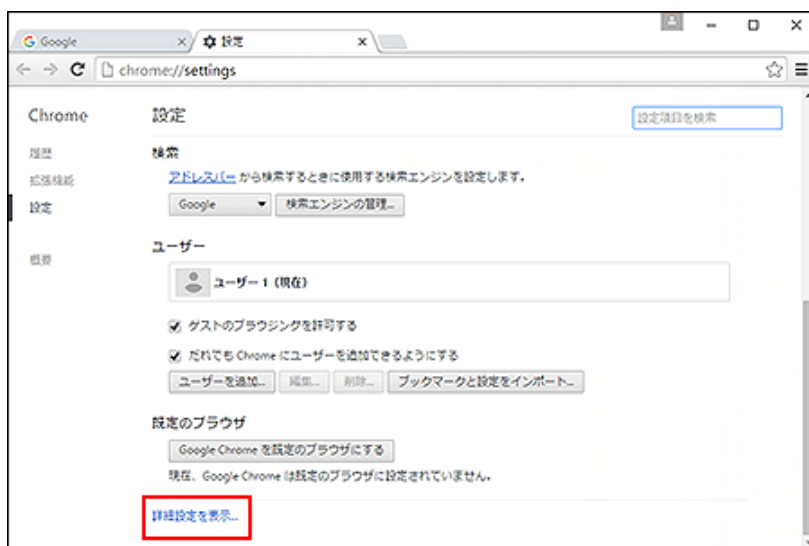 Google
設定
chrome://settings
Chrome
設定
設定項目を検索
履歴
拡張機能
設定
概要
検索
アドレスバー から検索するときに使用する検索エンジンを設定します。
Google
検索エンジンの管理...
ユーザー
ユーザー 1（現在）
ゲストのブラウジングを許可する
だれでも Chrome にユーザーを追加できるようにする
ユーザーを追加... 編集... 削除... ブックマークと設定をインポート...
既定のブラウザ
Google Chrome を既定のブラウザにする
現在、Google Chrome は既定のブラウザに設定されていません。
詳細設定を表示...